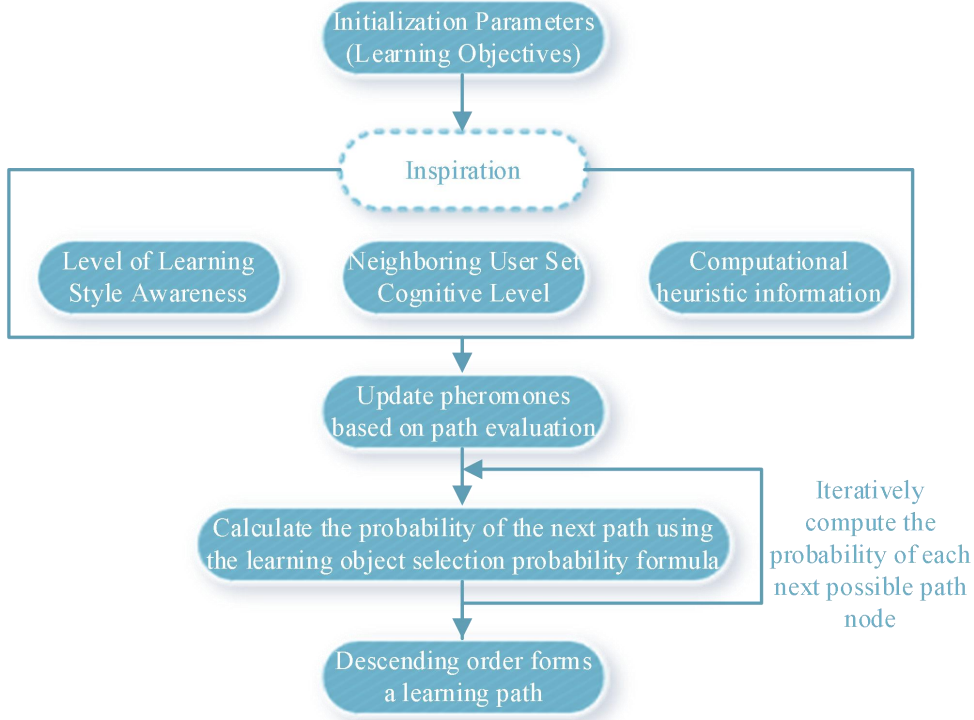 Initialization Parameters
(Learning Objectives)
Inspiration
Level of Learning
Style Awareness
Neighboring User Set
Cognitive Level
Computational
heuristic information
Update pheromones
based on path evaluation
Calculate the probability of the next path using
the learning object selection probability formula
Iteratively
compute the
probability of each
next possible path
node
Descending order forms
a learning path